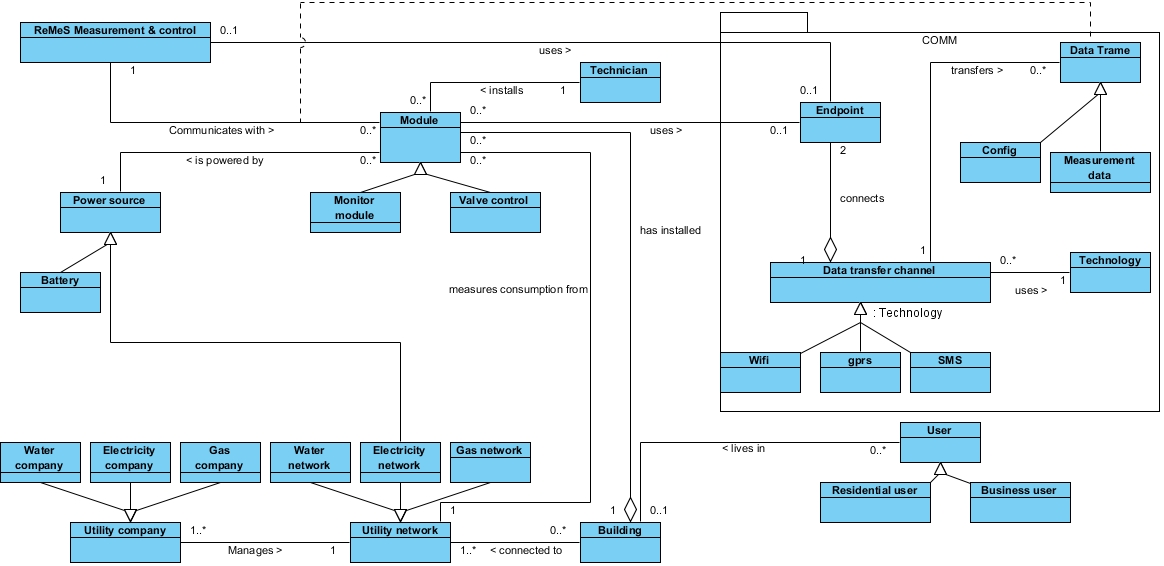 ReMeS Measurement & control
0..1
uses >
COMM
Data Trame
transfers >
0..*
Technician
< installs
1
1
0..*
0..*
0..1
Module
Endpoint
Communicates with >
0..*
uses >
0..1
0..*
< is powered by
0..*
0..*
2
Config
Measurement
data
1
Power source
Monitor
module
Valve control
connects
has installed
1
1
0..*
Technology
Data transfer channel
1
uses >
Battery
measures consumption from
: Technology
Wifi
gprs
SMS
User
< lives in
0..*
Water
company
Electricity
company
Gas
company
Water
network
Electricity
network
Gas network
Residential user
Business user
1
1
0..1
Utility company
1..*
Utility network
0..*
Building
Manages >
1
1..*
< connected to